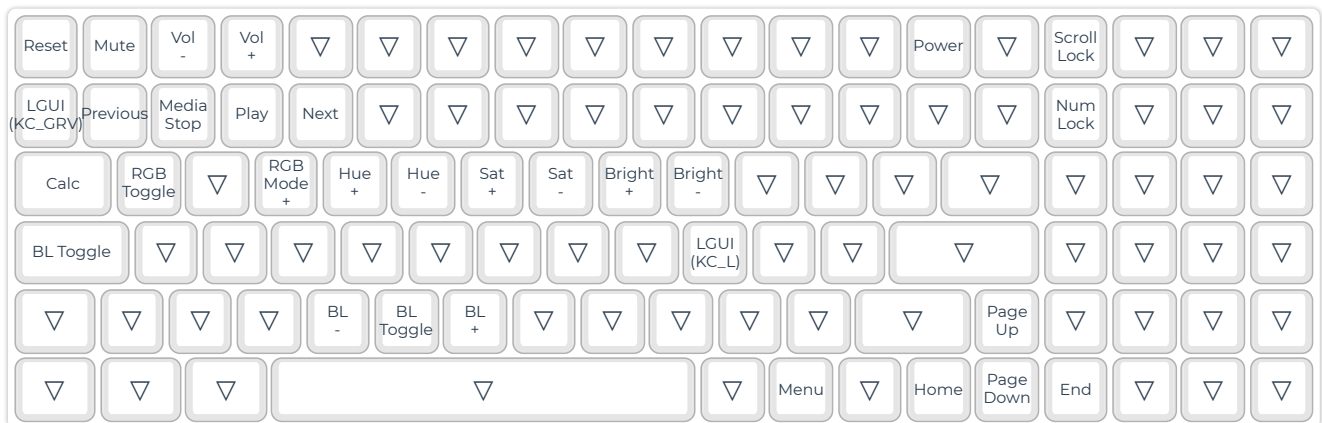 Reset
Mute
Vol
-
Vol
+
▽
▽
▽
▽
▽
▽
▽
▽
▽
Power
▽
Scroll
Lock
▽
▽
▽
LGUI
(KC_GRV)
Previous
Media
Stop
Play
Next
▽
▽
▽
▽
▽
▽
▽
▽
▽
▽
Num
Lock
▽
▽
▽
Calc
RGB
Toggle
▽
RGB
Mode
+
Hue
+
Hue
-
Sat
+
Sat
-
Bright
+
Bright
-
▽
▽
▽
▽
▽
▽
▽
▽
BL Toggle
▽
▽
▽
▽
▽
▽
▽
▽
LGUI
(KC_L)
▽
▽
▽
▽
▽
▽
▽
▽
▽
▽
▽
BL
-
BL
Toggle
BL
+
▽
▽
▽
▽
▽
▽
Page
Up
▽
▽
▽
▽
▽
▽
▽
▽
▽
Menu
▽
Home
Page
Down
End
▽
▽
▽